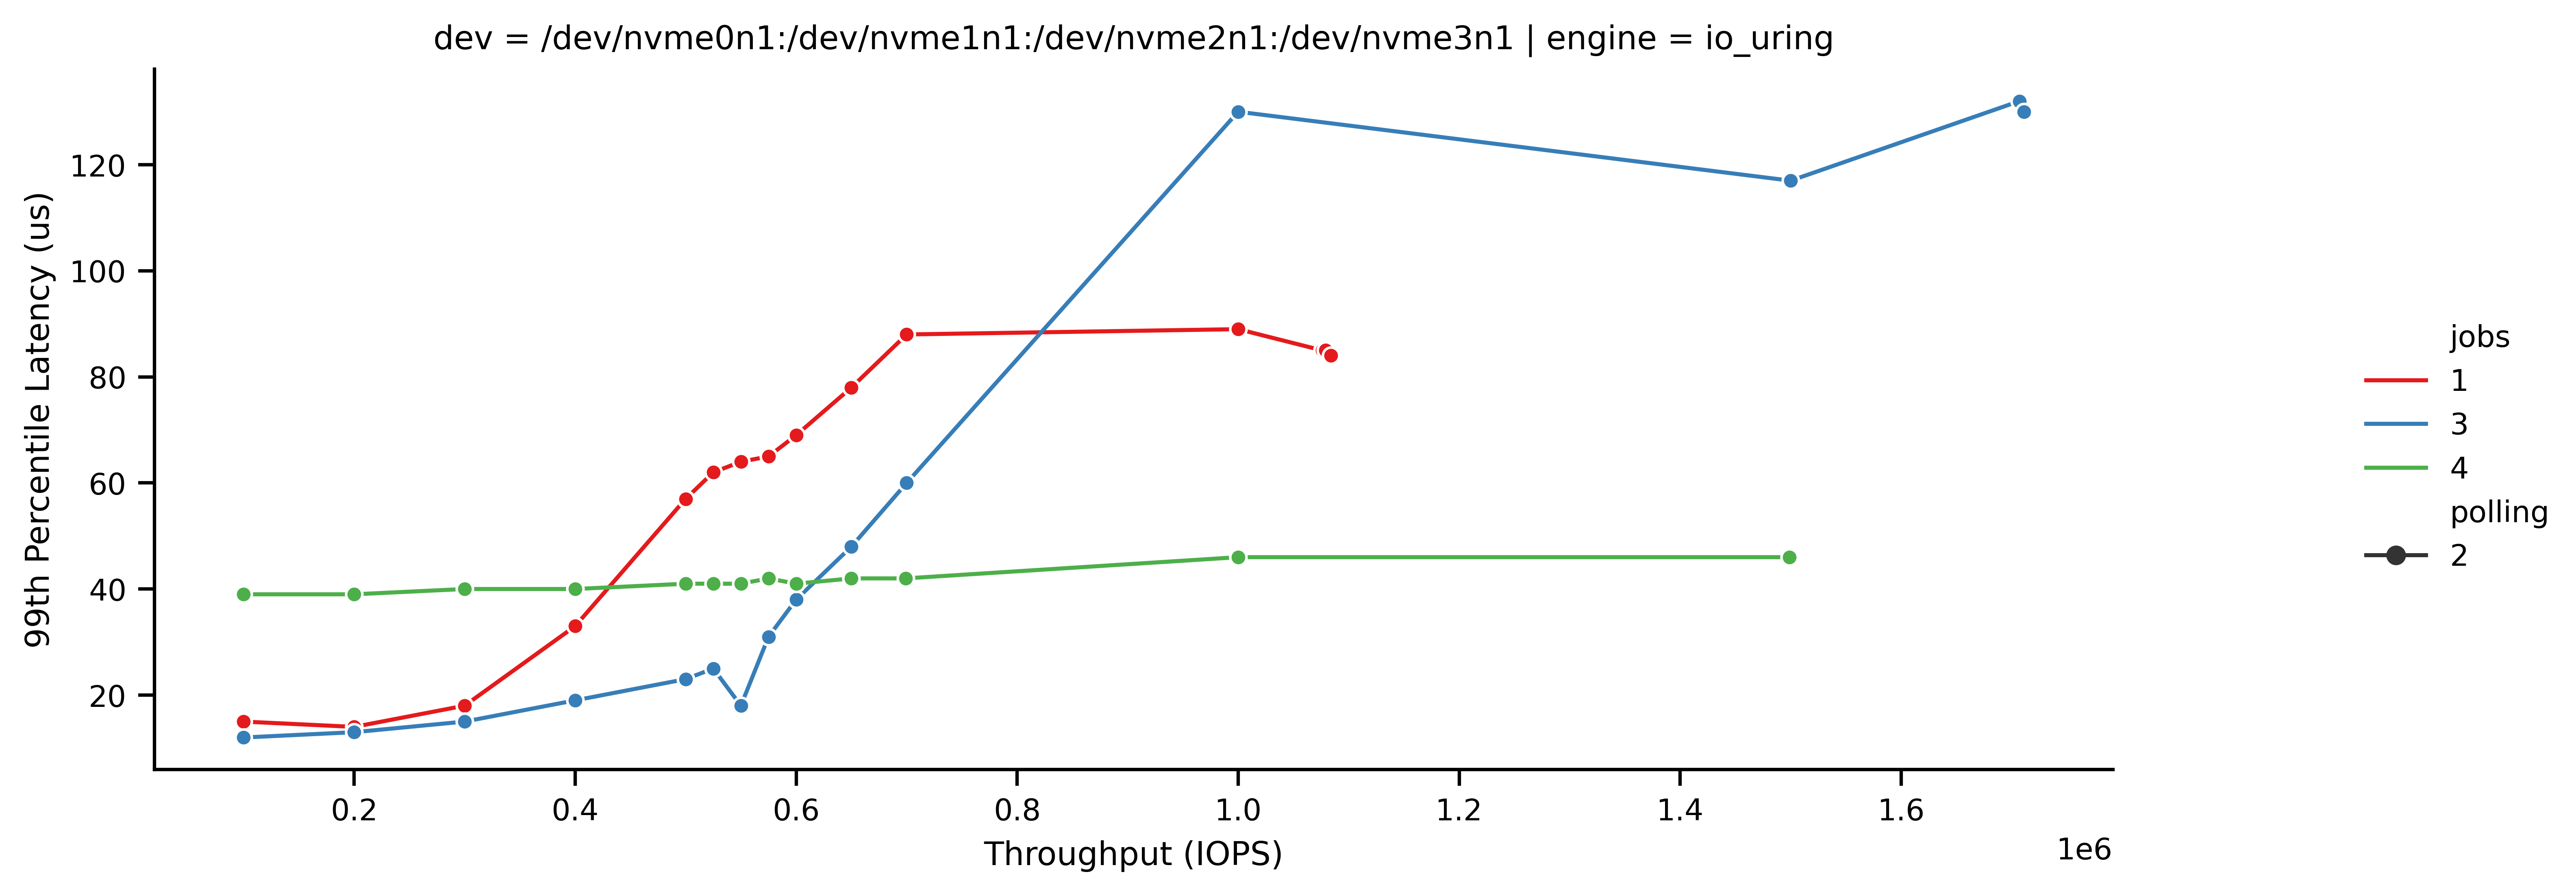 dev = /dev/nvme0n1:/dev/nvme1n1:/dev/nvme2n1:/dev/nvme3n1 | engine = io_uring
99th Percentile Latency (us)
120
100
80
60
40
20
0.2 0.4 0.6 0.8 1.0 1.2 1.4 1.6
1e6
Throughput (IOPS)
jobs
1
3
4
polling
2